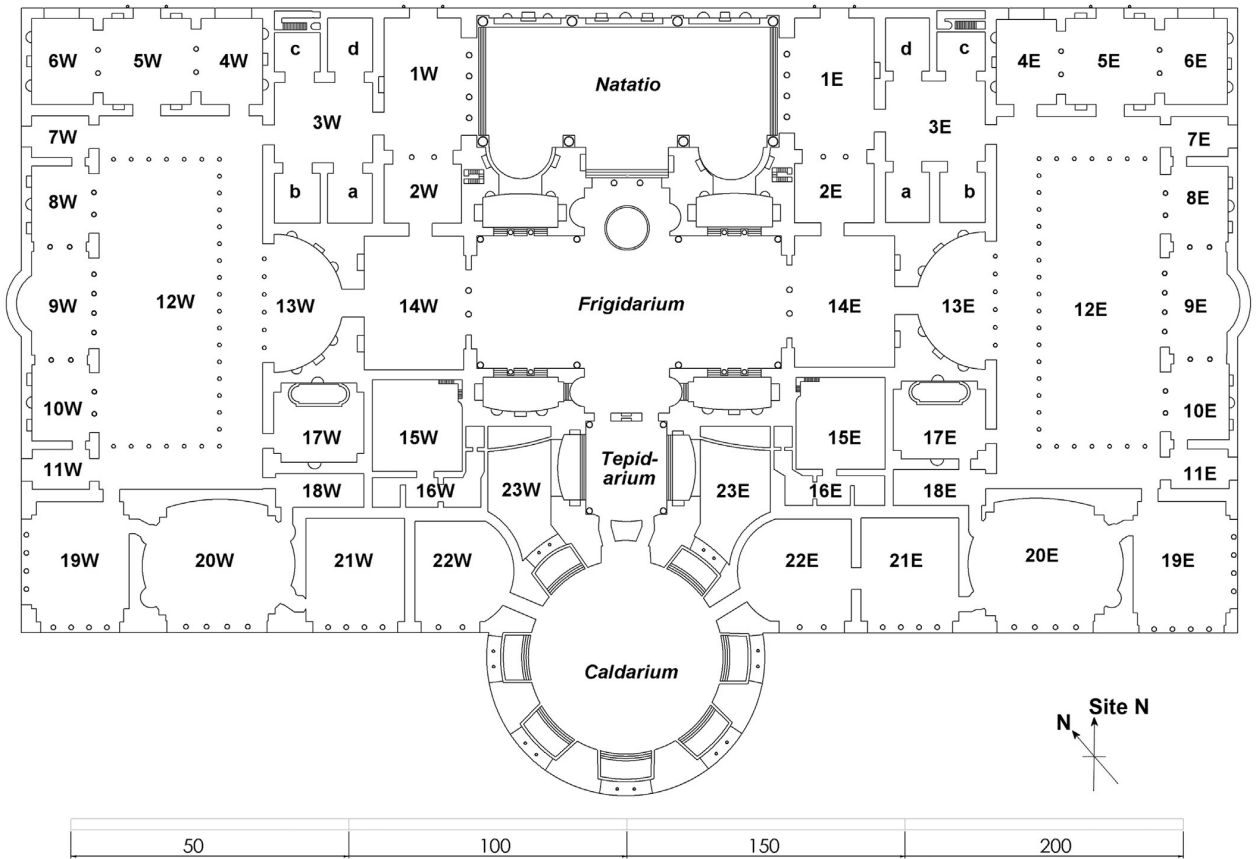 c d d c
6W 5W 4W 1W Natatio 1E 4E 5E 6E
3W 3E
7W 7E
b a 2W 2E a b
8W 8E
9W 12W 13W 14W Frigidarium 14E 13E 12E 9E
10W 10E
17W 15W 15E 17E
11W Tepid- 11E
arium
18W 16W 23W 23E 16E 18E
19W 20W 21W 22W 22E 21E 20E 19E
Caldarium
N Site N
50 100 150 200